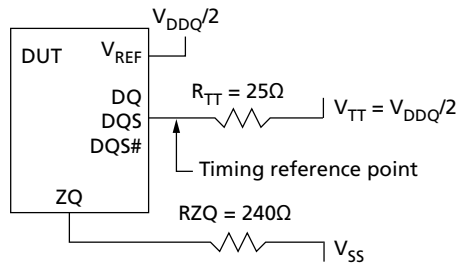 V_DDQ/2
DUT
V_REF
DQ
DQS
DQS#
R_TT = 25Ω
V_TT = V_DDQ/2
Timing reference point
ZQ
RZQ = 240Ω
V_SS